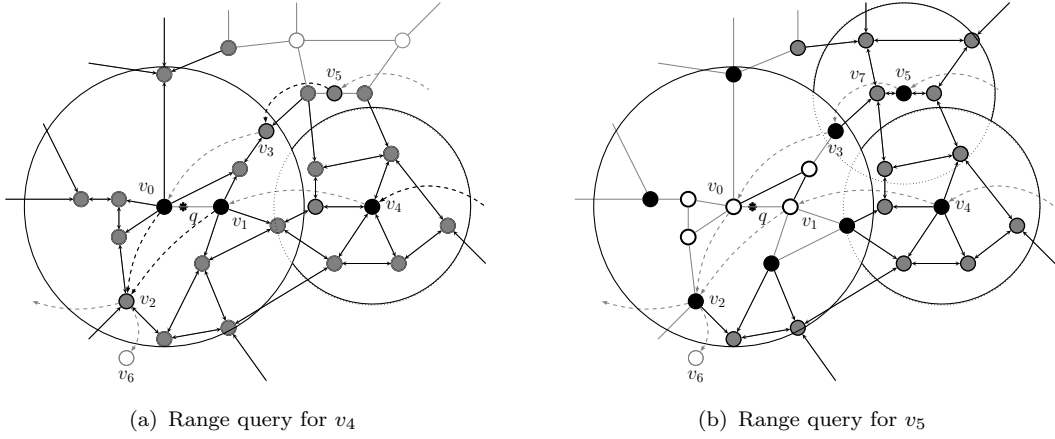 v5
v3
v0
q
v1
v4
v2
v6
(a) Range query for v4
v7 v5
v3
v0
q
v1
v4
v2
v6
(b) Range query for v5